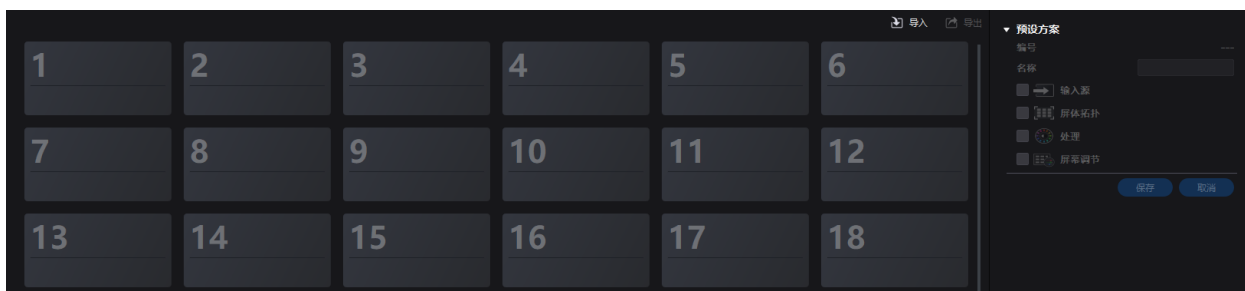 导入 导出
1 2 3 4 5 6
7 8 9 10 11 12
13 14 15 16 17 18
预设方案
编号 ----
名称
输入源
屏体拓扑
处理
屏幕调节
保存 取消